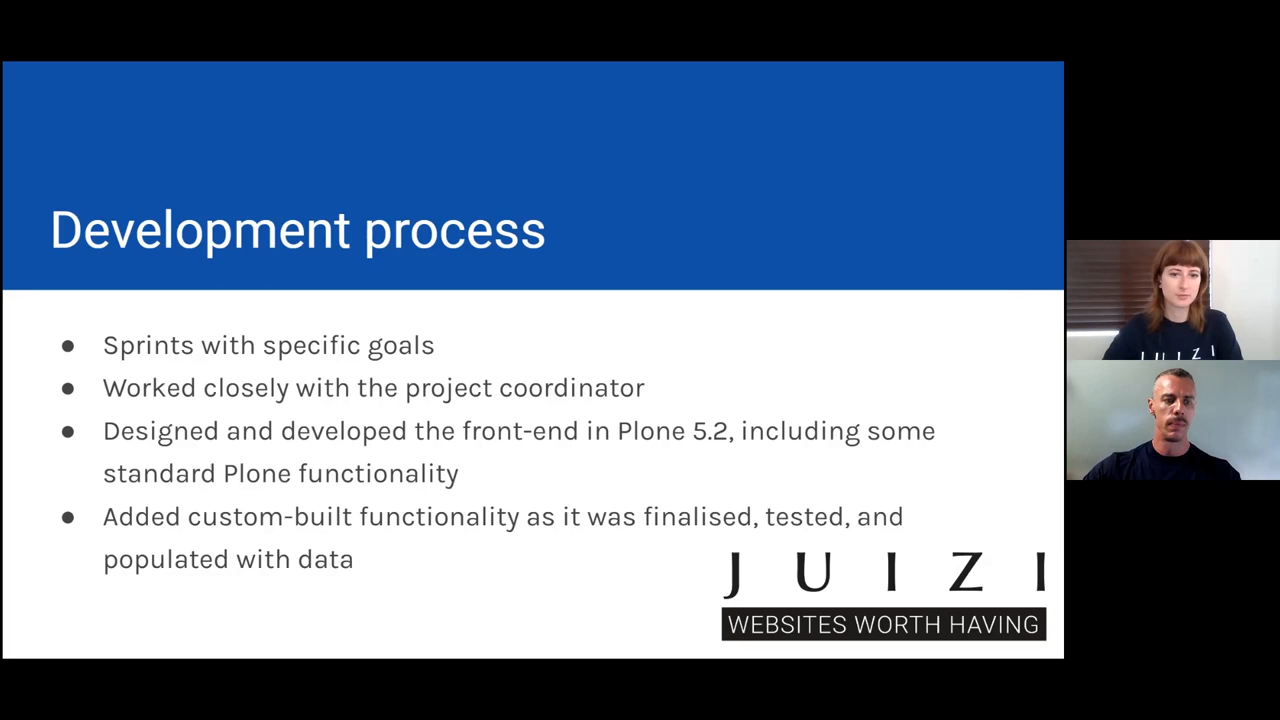 Development process
● Sprints with specific goals
● Worked closely with the project coordinator
● Designed and developed the front-end in Plone 5.2, including some
standard Plone functionality
● Added custom-built functionality as it was finalised, tested, and
populated with data
JUIZI
WEBSITES WORTH HAVING
JUIZI